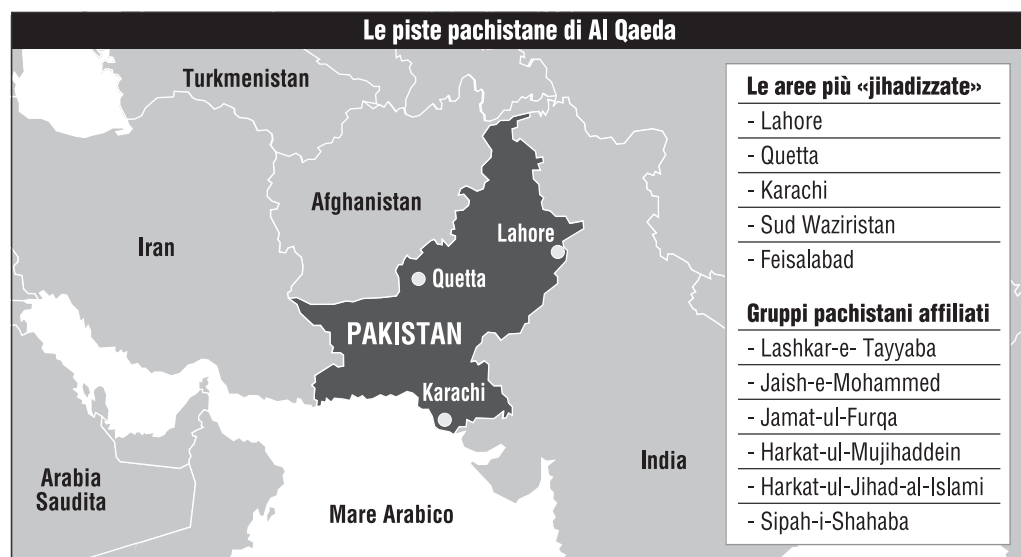 Le piste pachistane di Al Qaeda
Turkmenistan
Afghanistan
Iran
Lahore
Quetta
PAKISTAN
Karachi
India
Arabia
Saudita
Mare Arabico
Le aree più «jihadizzate»
- Lahore
- Quetta
- Karachi
- Sud Waziristan
- Feisalabad
Gruppi pachistani affiliati
- Lashkar-e- Tayyaba
- Jaish-e-Mohammed
- Jamat-ul-Furqa
- Harkat-ul-Mujihaddein
- Harkat-ul-Jihad-al-Islami
- Sipah-i-Shahaba